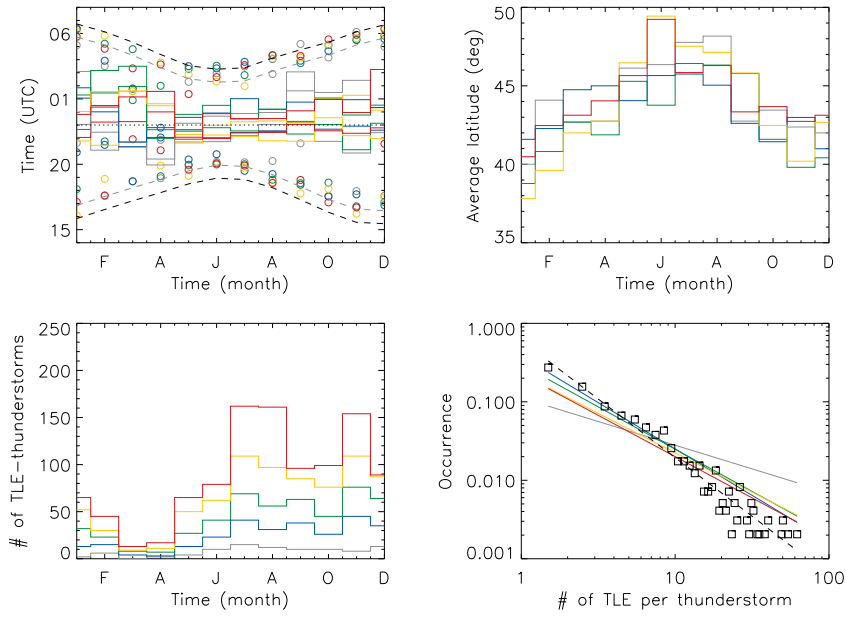 06
01
20
15
Time (UTC)
F A J A O D
Time (month)
50
45
40
35
Average latitude (deg)
F A J A O D
Time (month)
250
200
150
100
50
0
# of TLE-thunderstorms
F A J A O D
Time (month)
1.000
0.100
0.010
0.001
Occurrence
1 10 100
# of TLE per thunderstorm